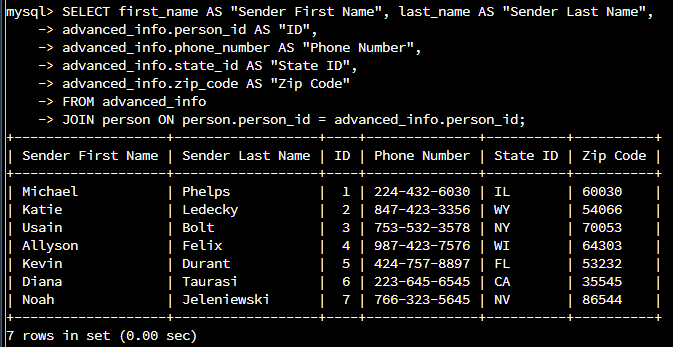 mysql> SELECT first_name AS "Sender First Name", last_name AS "Sender Last Name",
    -> advanced_info.person_id AS "ID",
    -> advanced_info.phone_number AS "Phone Number",
    -> advanced_info.state_id AS "State ID",
    -> advanced_info.zip_code AS "Zip Code"
    -> FROM advanced_info
    -> JOIN person ON person.person_id = advanced_info.person_id;
+-------------------+------------------+----+--------------+----------+----------+
| Sender First Name | Sender Last Name | ID | Phone Number | State ID | Zip Code |
+-------------------+------------------+----+--------------+----------+----------+
| Michael           | Phelps           |  1 | 224-432-6030 | IL       | 60030    |
| Katie             | Ledecky          |  2 | 847-423-3356 | WY       | 54066    |
| Usain             | Bolt             |  3 | 753-532-3578 | NY       | 70053    |
| Allyson           | Felix            |  4 | 987-423-7576 | WI       | 64303    |
| Kevin             | Durant           |  5 | 424-757-8897 | FL       | 53232    |
| Diana             | Taurasi          |  6 | 223-645-6545 | CA       | 35545    |
| Noah              | Jeleniewski      |  7 | 766-323-5645 | NV       | 86544    |
+-------------------+------------------+----+--------------+----------+----------+
7 rows in set (0.00 sec)